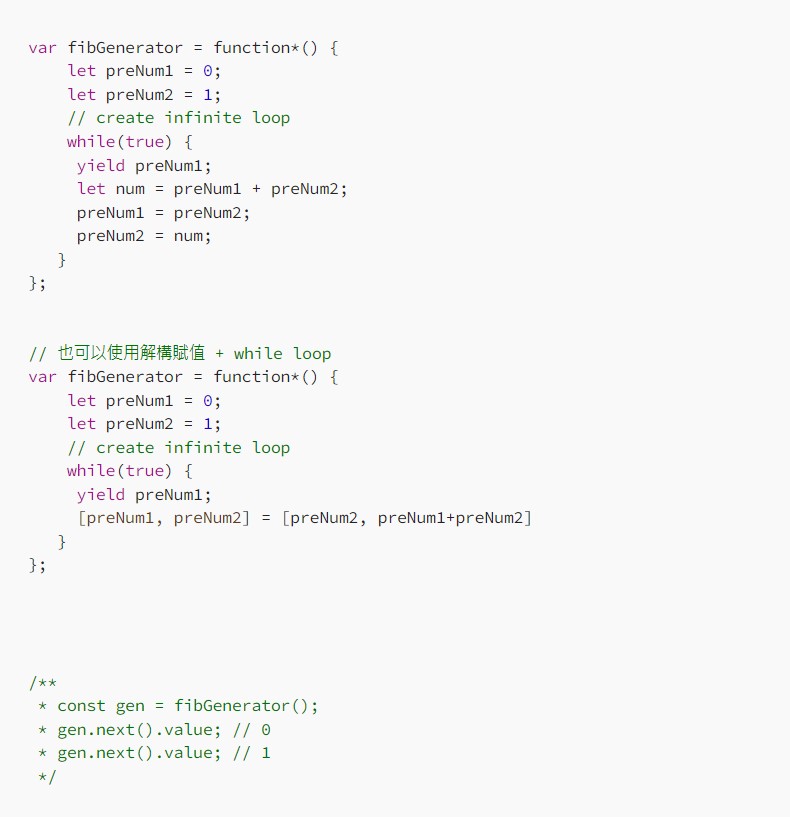 var fibGenerator = function*() {
    let preNum1 = 0;
    let preNum2 = 1;
    // create infinite loop
    while(true) {
     yield preNum1;
     let num = preNum1 + preNum2;
     preNum1 = preNum2;
     preNum2 = num;
   }
};
// 也可以使用解構賦值 + while loop
var fibGenerator = function*() {
    let preNum1 = 0;
    let preNum2 = 1;
    // create infinite loop
    while(true) {
     yield preNum1;
     [preNum1, preNum2] = [preNum2, preNum1+preNum2]
   }
};
/**
 * const gen = fibGenerator();
 * gen.next().value; // 0
 * gen.next().value; // 1
 */